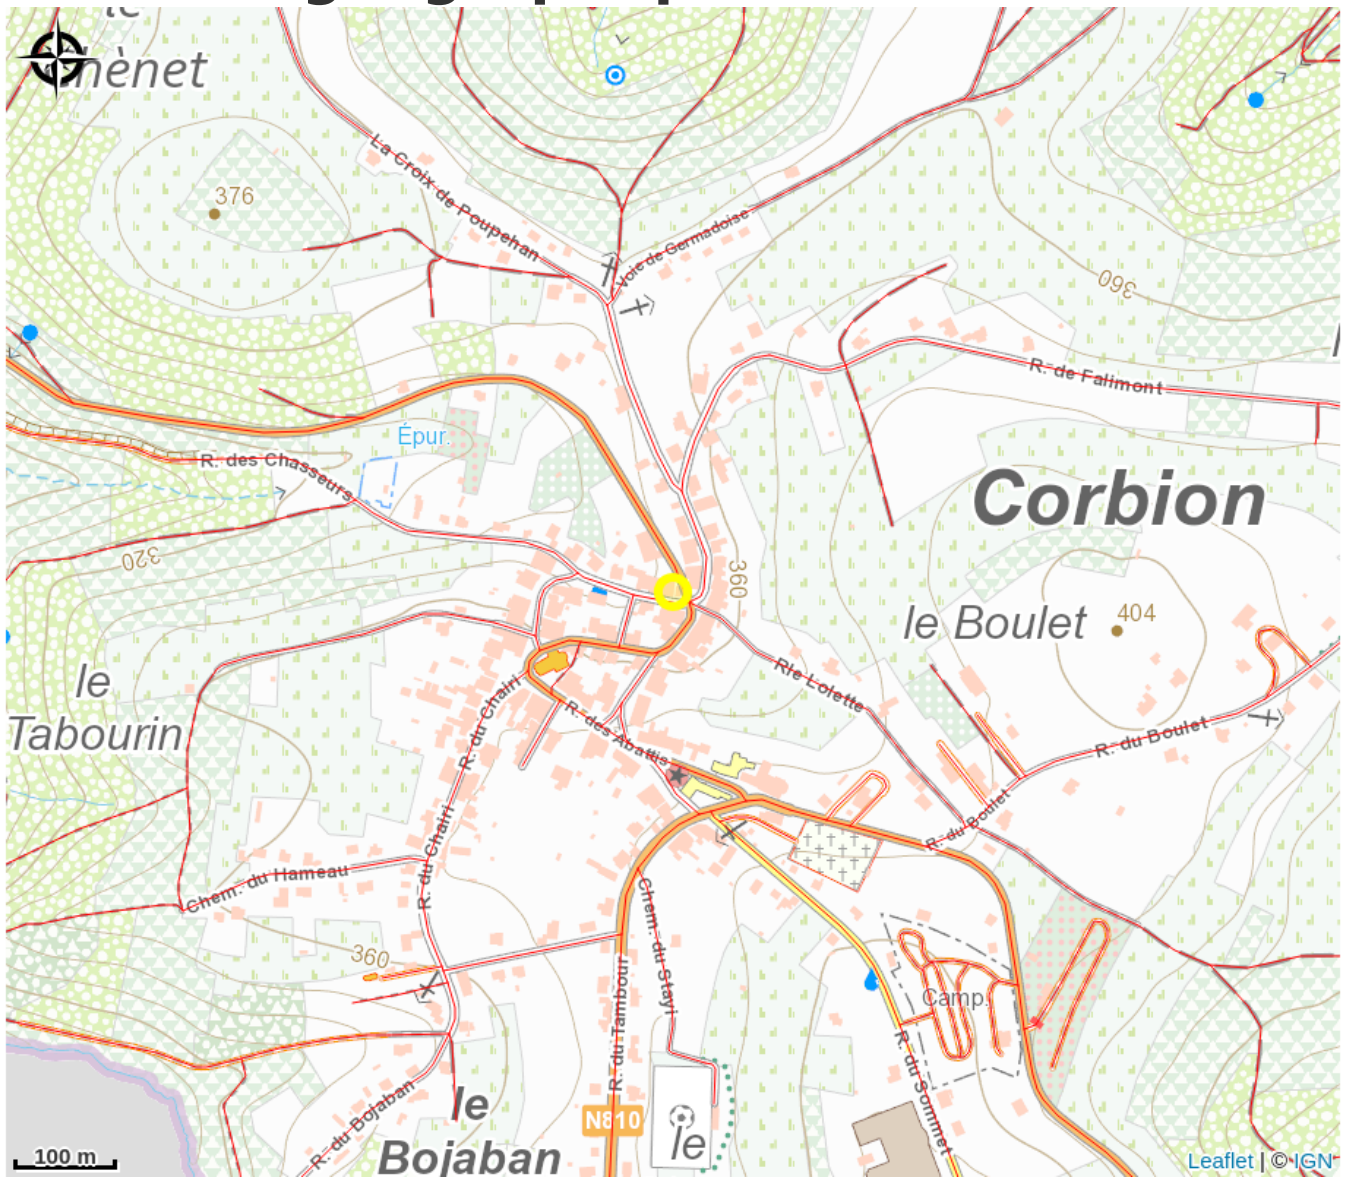 le
Chènet
La Croix de Poupehan
376
Voie de Germadoise
360
R. de Falimont
Épur.
R. des Chasseurs
Corbion
320
360
le Boulet
404
le
Tabourin
Rle Lolette
R. du Chairi
R. des Abattis
R. du Boulet
R. du Boulet
R. du Chairi
Chem. du Hameau
Chem. du Stayi
360
Camp.
R. du Tambour
R. du Sommet
R. du Bojaban
le
Bojaban
N810
le
100 m
Leaflet | © IGN